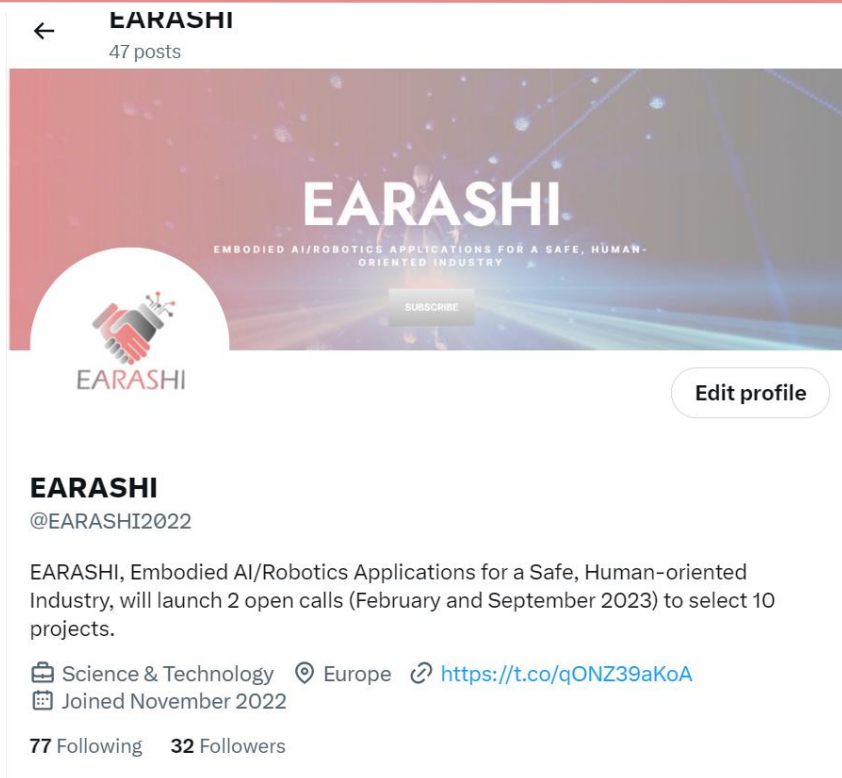 EARASHI
47 posts
EARASHI
EMBODIED AI/ROBOTICS APPLICATIONS FOR A SAFE, HUMAN-
ORIENTED INDUSTRY
SUBSCRIBE
EARASHI
Edit profile
EARASHI
@EARASHI2022
EARASHI, Embodied AI/Robotics Applications for a Safe, Human-oriented
Industry, will launch 2 open calls (February and September 2023) to select 10
projects.
Science & Technology Europe https://t.co/qONZ39aKoA
Joined November 2022
77 Following 32 Followers